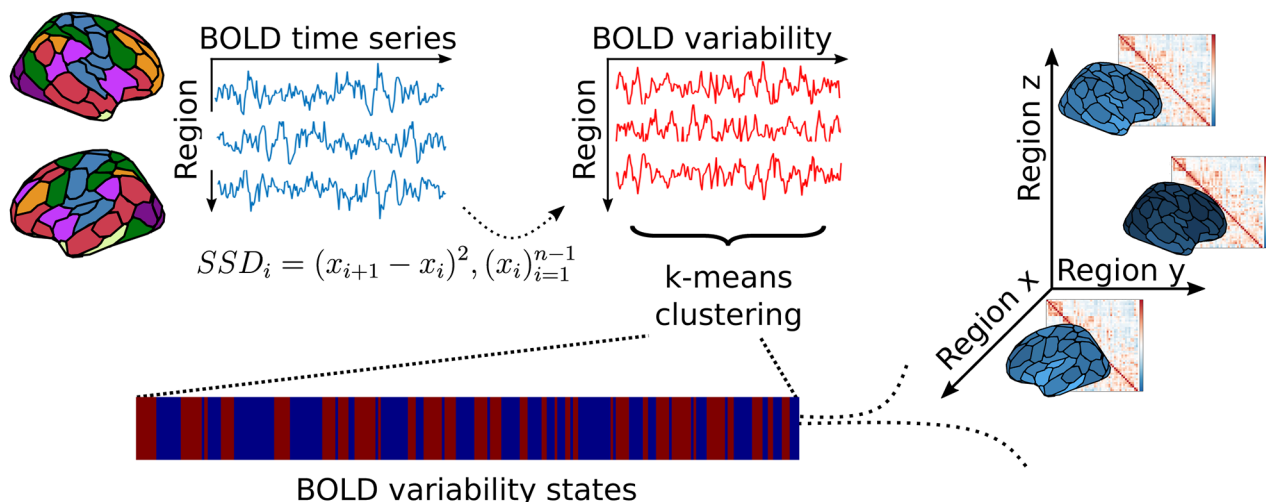 BOLD time series
BOLD variability
Region
Region
Region z
Region y
Region x
SSD_i = (x_{i+1} − x_i)^2, (x_i)_{i=1}^{n−1}
k-means
clustering
BOLD variability states